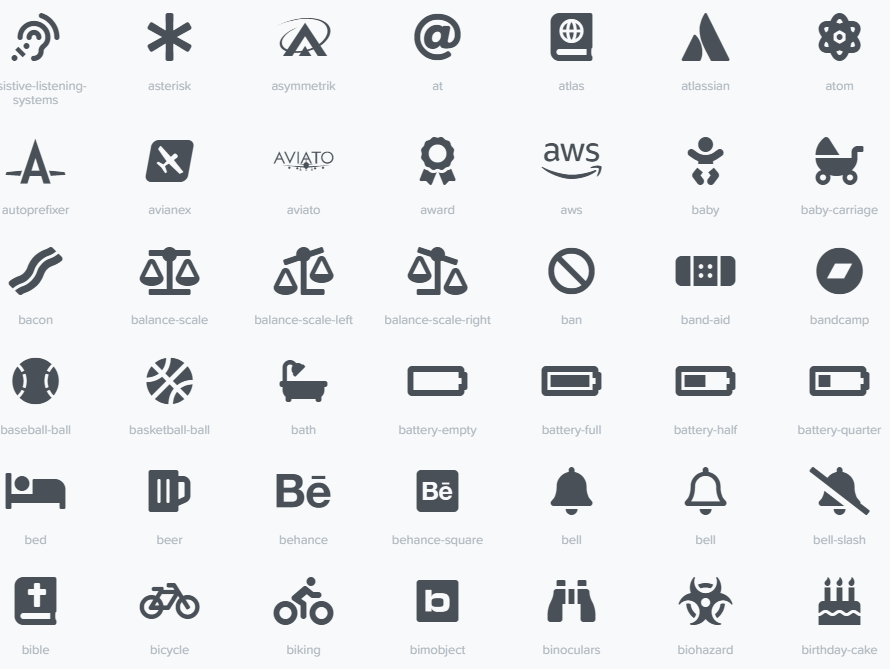 sistive-listening-
systems
asterisk
asymmetrik
at
atlas
atlassian
atom
AVIATO
aws
autoprefixer
avianex
aviato
award
aws
baby
baby-carriage
bacon
balance-scale
balance-scale-left
balance-scale-right
ban
band-aid
bandcamp
baseball-ball
basketball-ball
bath
battery-empty
battery-full
battery-half
battery-quarter
Bē
Bē
bed
beer
behance
behance-square
bell
bell
bell-slash
b
bible
bicycle
biking
bimobject
binoculars
biohazard
birthday-cake